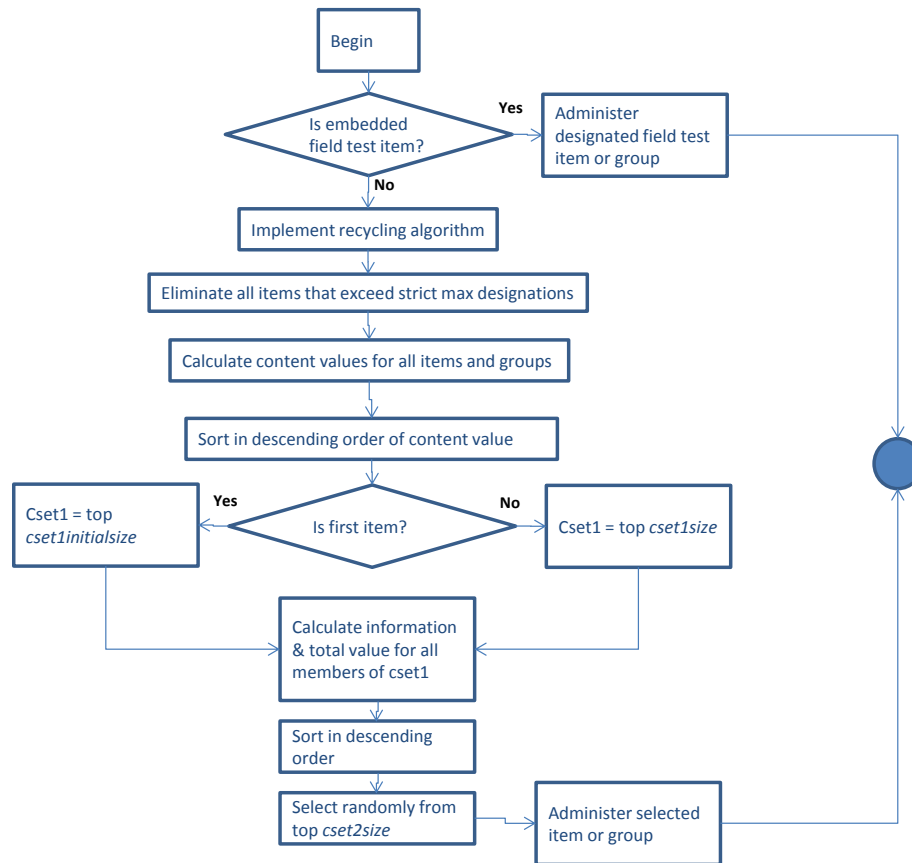 Begin
Is embedded
field test item?
Yes
Administer
designated field test
item or group
No
Implement recycling algorithm
Eliminate all items that exceed strict max designations
Calculate content values for all items and groups
Sort in descending order of content value
Is first item?
Yes
No
Cset1 = top
cset1initialsize
Cset1 = top cset1size
Calculate information
& total value for all
members of cset1
Sort in descending
order
Select randomly from
top cset2size
Administer selected
item or group